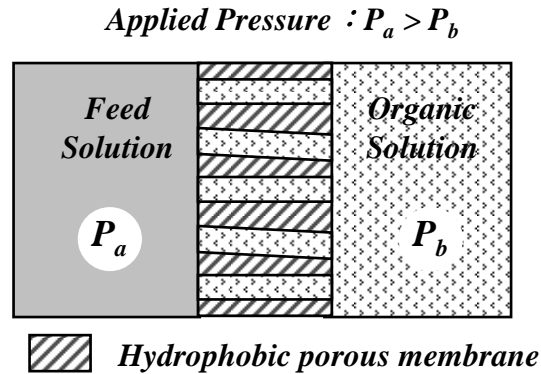 Applied Pressure : Pa > Pb
Feed
Solution
Organic
Solution
Pa
Pb
Hydrophobic porous membrane